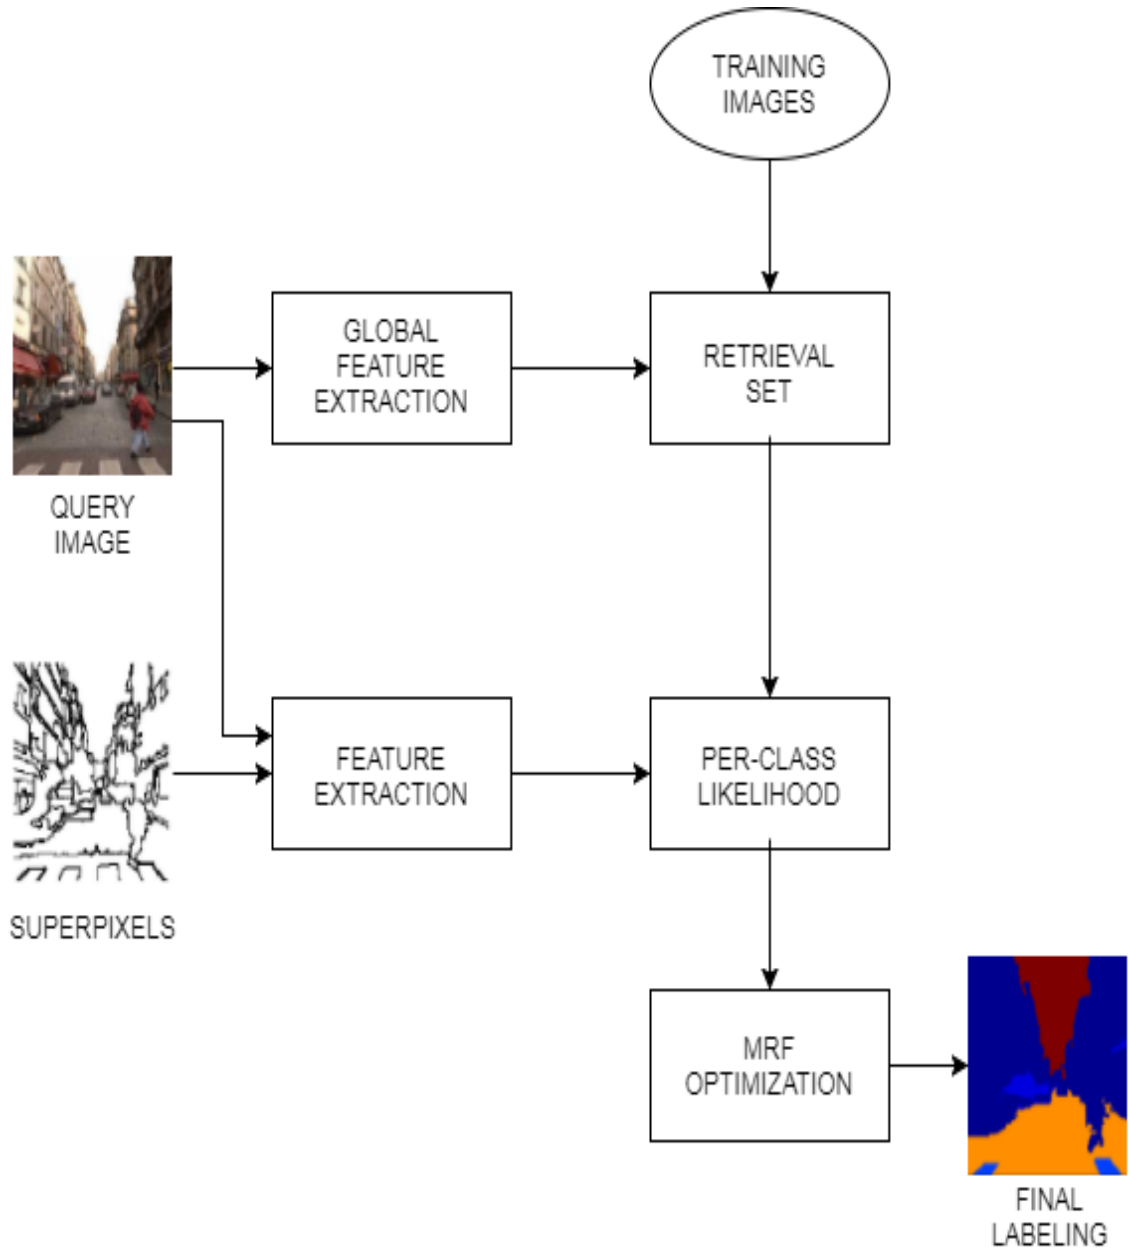 TRAINING
IMAGES
GLOBAL
FEATURE
EXTRACTION
RETRIEVAL
SET
QUERY
IMAGE
FEATURE
EXTRACTION
PER-CLASS
LIKELIHOOD
SUPERPIXELS
MRF
OPTIMIZATION
FINAL
LABELING